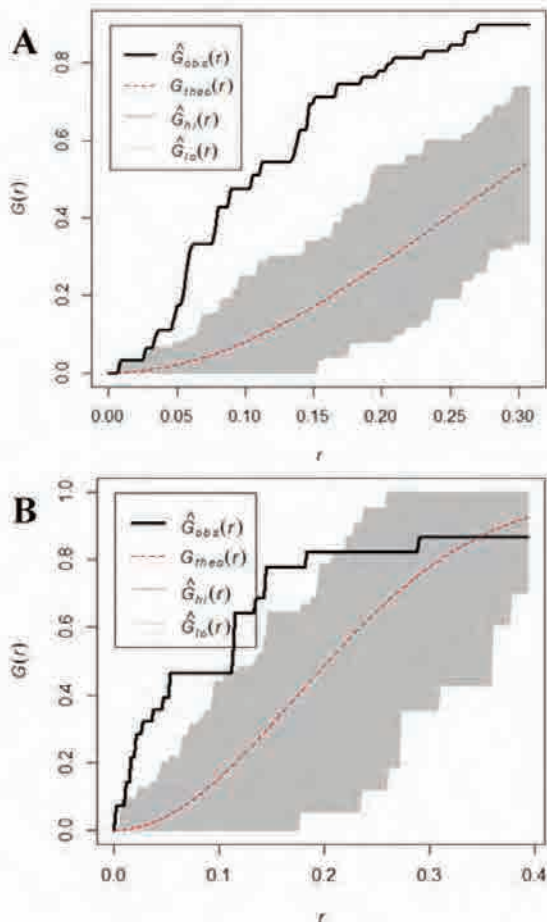 A
Ĝobs(r)
Gtheo(r)
Ĝhi(r)
Ĝlo(r)
G(r)
0.8
0.6
0.4
0.2
0.0
0.00 0.05 0.10 0.15 0.20 0.25 0.30
r
B
Ĝobs(r)
Gtheo(r)
Ĝhi(r)
Ĝlo(r)
G(r)
1.0
0.8
0.6
0.4
0.2
0.0
0.0 0.1 0.2 0.3 0.4
r